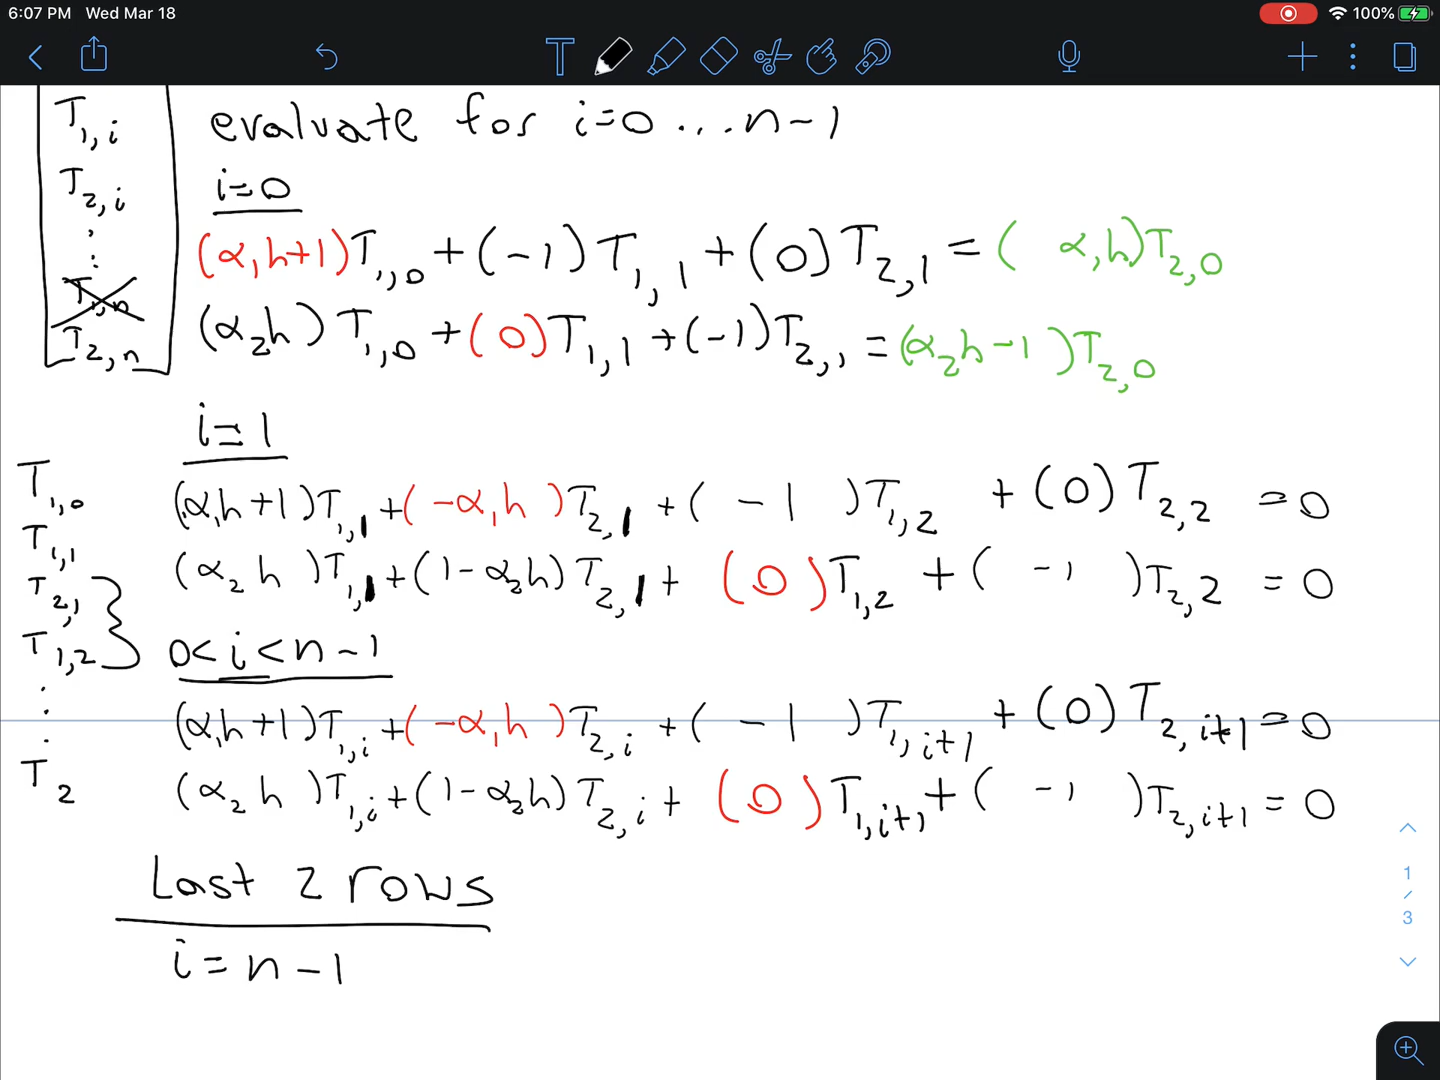 6:07 PM Wed Mar 18 100%
T
T₁,ᵢ
T₂,ᵢ
⋮
T₁,ₙ
T₂,ₙ
evaluate for i=0 ...n-1
i=0
(α₁h+1)T₁,₀ + (-1)T₁,₁ + (0)T₂,₁ = ( α₁h)T₂,₀
(α₂h )T₁,₀ + (0)T₁,₁ + (-1)T₂,₁ = (α₂h-1 )T₂,₀
i=1
(α₁h+1)T₁,₁ + (-α₁h )T₂,₁ + ( -1 )T₁,₂ + (0)T₂,₂ =0
(α₂h )T₁,₁ + (1-α₂h)T₂,₁ + (0)T₁,₂ + ( -1 )T₂,₂ =0
T₁,₀
T₁,₁
T₂,₁
T₁,₂
⋮
T₂
0<i<n-1
(α₁h+1)T₁,ᵢ + (-α₁h )T₂,ᵢ + ( -1 )T₁,ᵢ₊₁ + (0)T₂,ᵢ₊₁ =0
(α₂h )T₁,ᵢ + (1-α₂h)T₂,ᵢ + (0)T₁,ᵢ₊₁ + ( -1 )T₂,ᵢ₊₁ =0
Last 2 rows
i=n-1
1
/
3